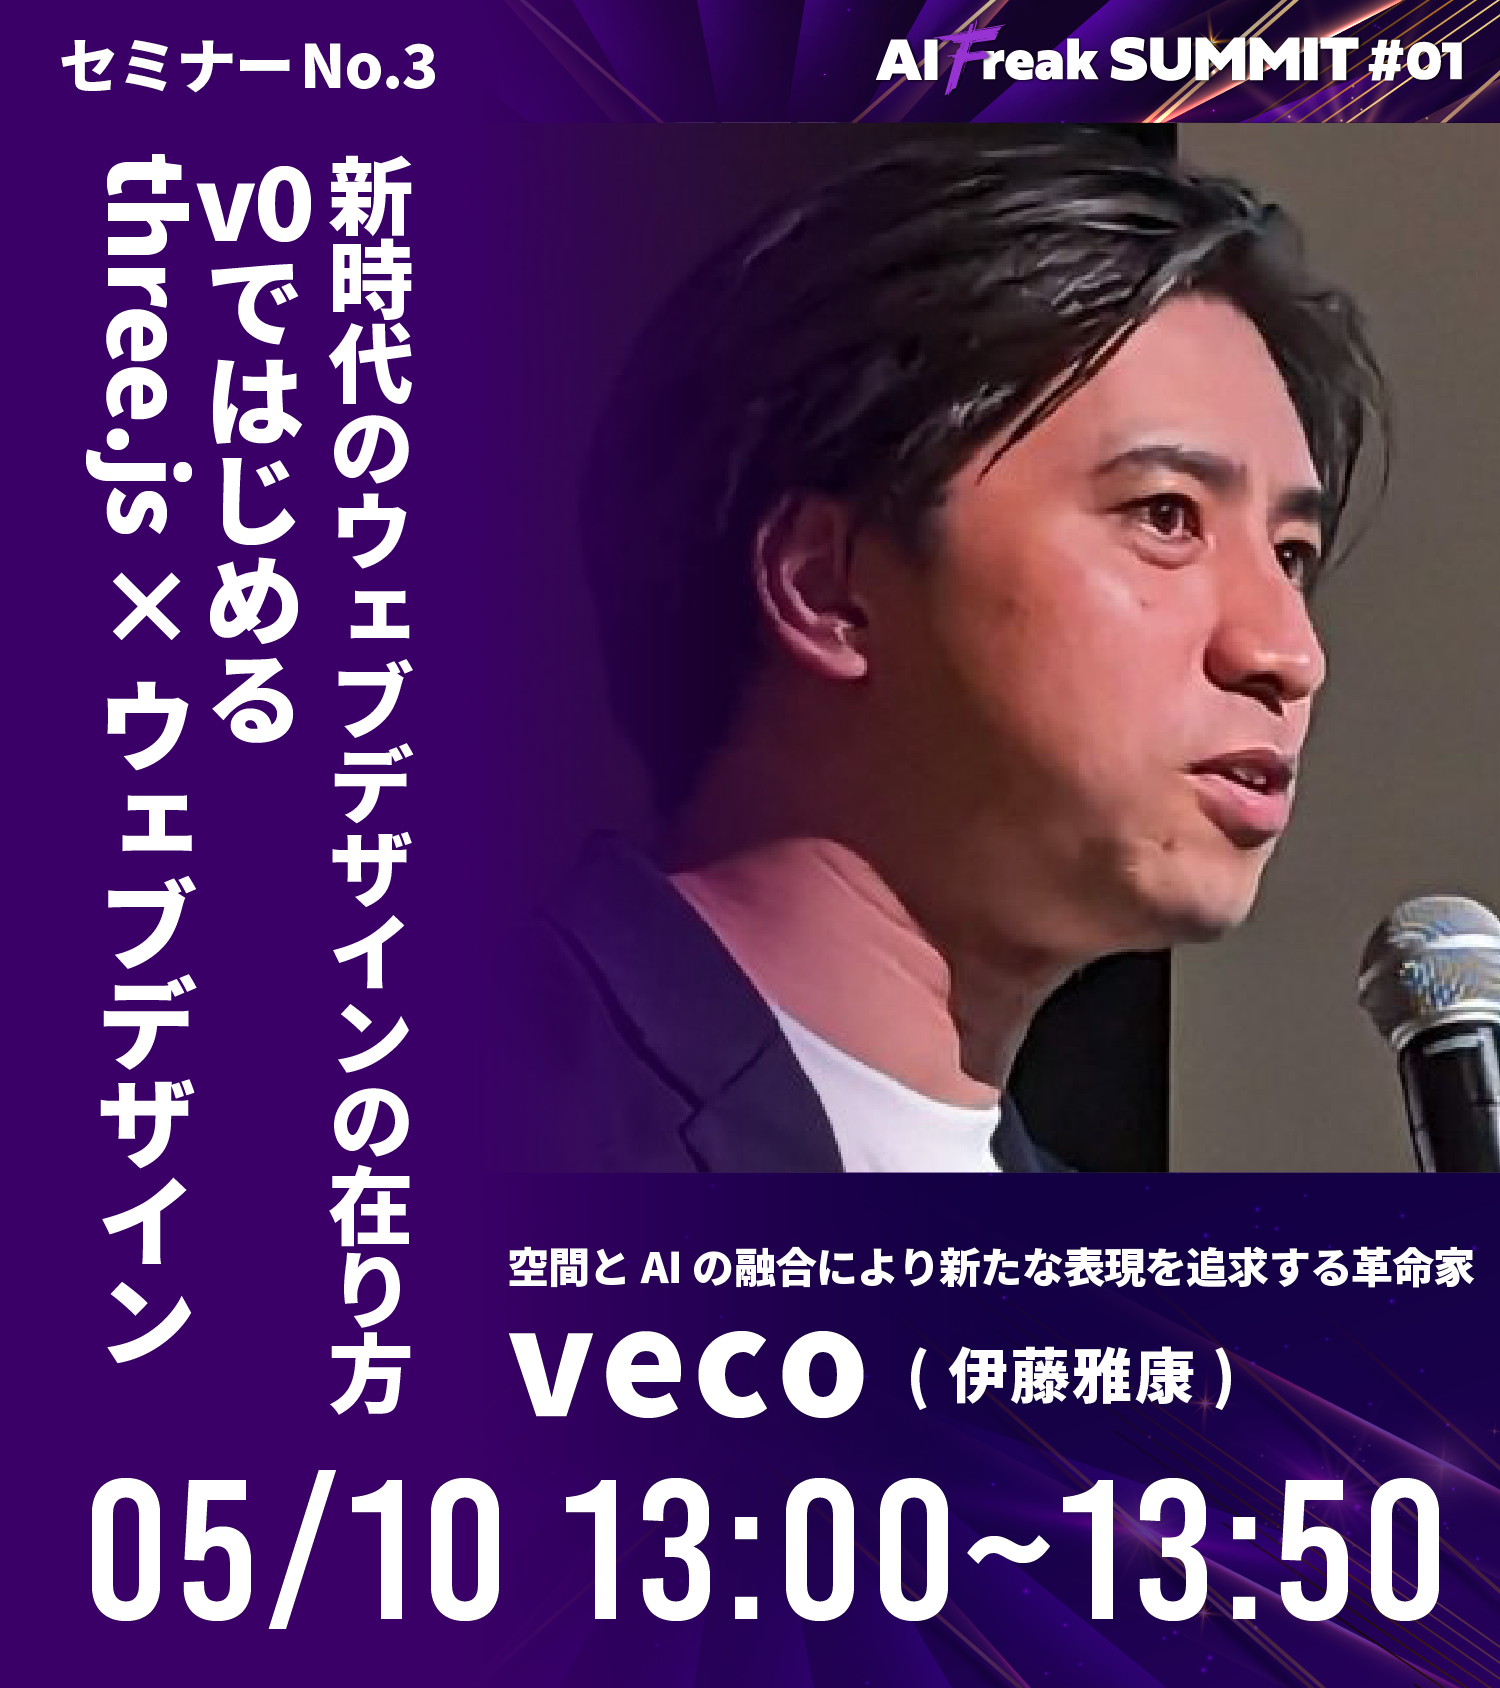 セミナーNo.3
AI Freak SUMMIT #01
新時代のウェブデザインの在り方
v0ではじめる
three.js × ウェブデザイン
空間と AI の融合により新たな表現を追求する革命家
veco ( 伊藤雅康 )
05/10 13:00~13:50